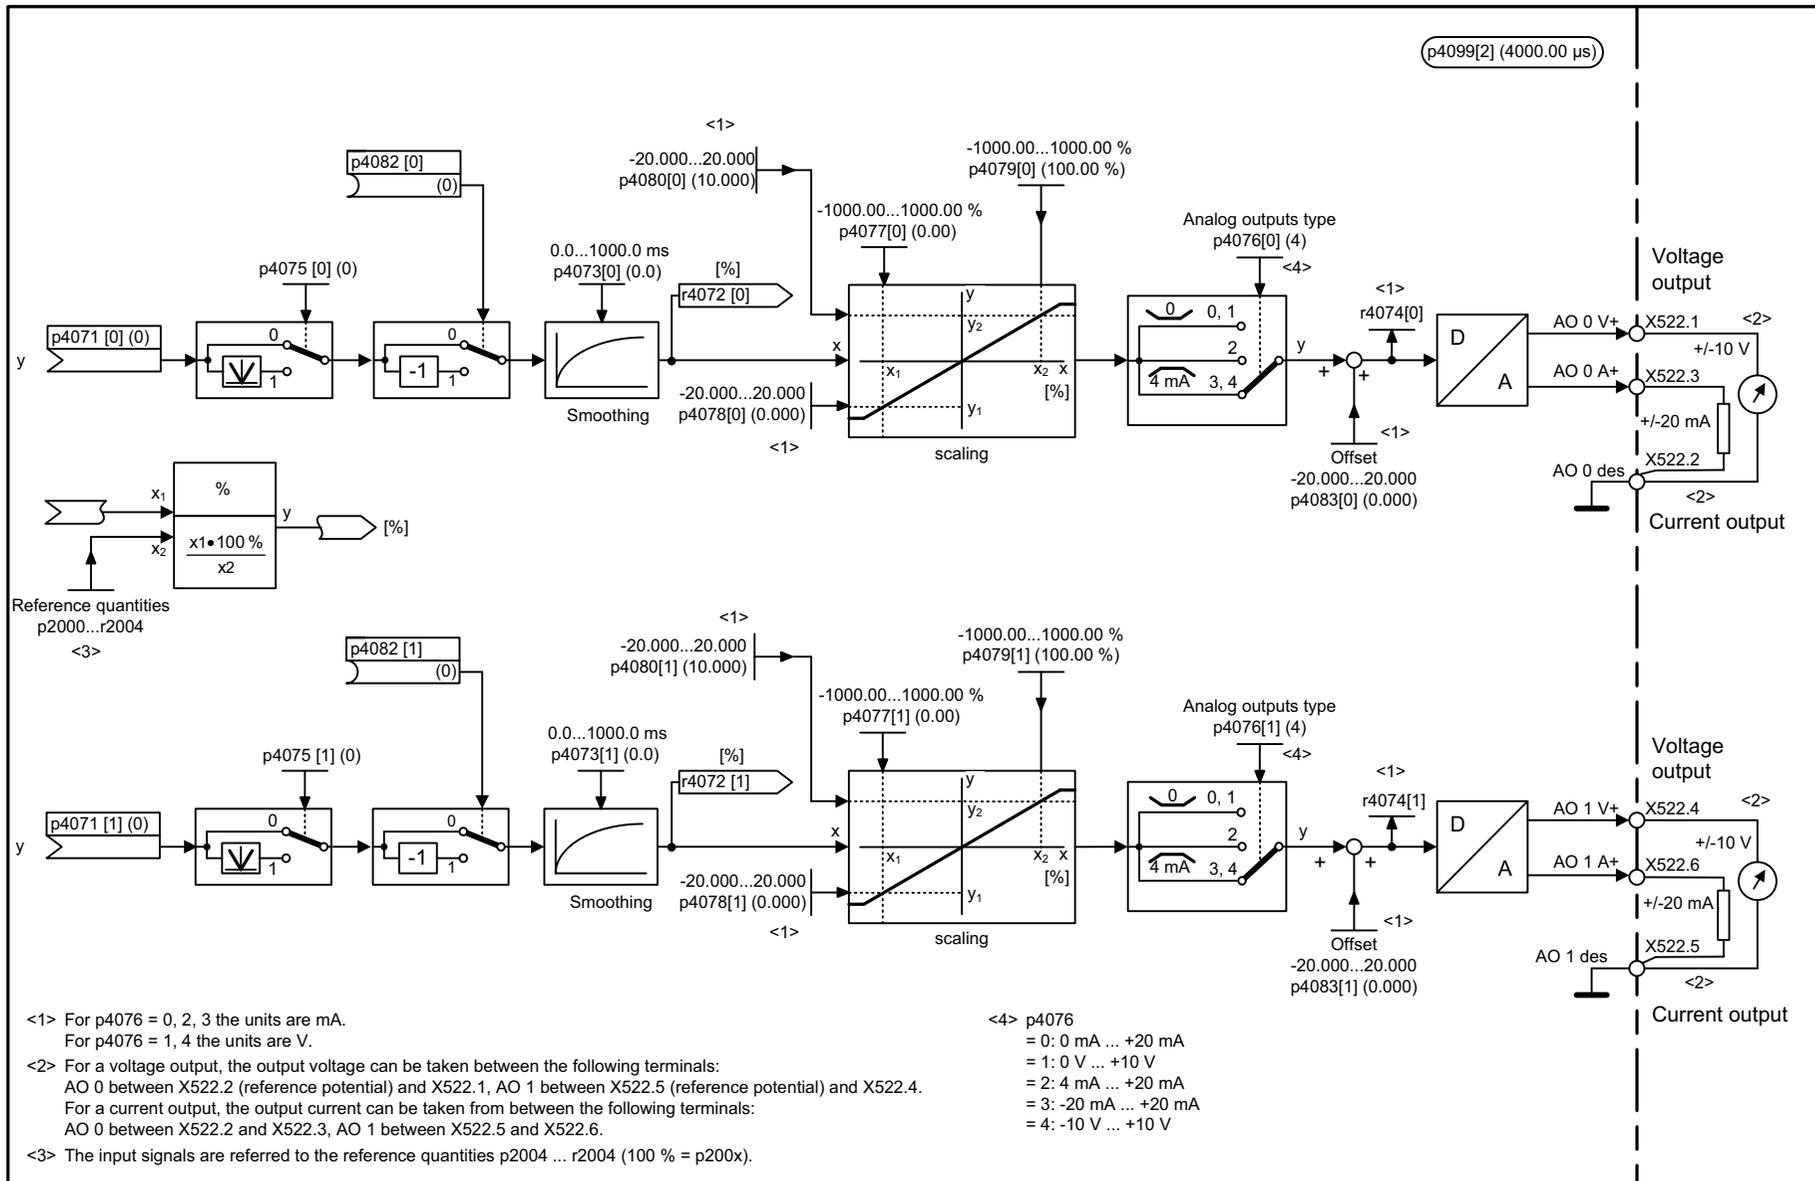 p4099[2] (4000.00 µs)
<1>
-20.000...20.000
p4080[0] (10.000)
-1000.00...1000.00 %
p4079[0] (100.00 %)
p4082 [0]
(0)
-1000.00...1000.00 %
p4077[0] (0.00)
Analog outputs type
p4076[0] (4)
<4>
p4075 [0] (0)
0.0...1000.0 ms
p4073[0] (0.0)
[%]
r4072 [0]
<1>
r4074[0]
Voltage
output
y
p4071 [0] (0)
0
1
0
-1
1
Smoothing
x
y
y2
x1
x2
x
[%]
y1
scaling
-20.000...20.000
p4078[0] (0.000)
<1>
0
0, 1
2
4 mA
3, 4
y
+
+
<1>
Offset
-20.000...20.000
p4083[0] (0.000)
D
A
AO 0 V+
X522.1
<2>
+/-10 V
AO 0 A+
X522.3
+/-20 mA
X522.2
AO 0 des
<2>
Current output
x1
x2
%
x1•100 %
x2
y
[%]
Reference quantities
p2000...r2004
<3>
<1>
-20.000...20.000
p4080[1] (10.000)
-1000.00...1000.00 %
p4079[1] (100.00 %)
p4082 [1]
(0)
-1000.00...1000.00 %
p4077[1] (0.00)
Analog outputs type
p4076[1] (4)
<4>
p4075 [1] (0)
0.0...1000.0 ms
p4073[1] (0.0)
[%]
r4072 [1]
<1>
r4074[1]
Voltage
output
y
p4071 [1] (0)
0
1
0
-1
1
Smoothing
x
y
y2
x1
x2
x
[%]
y1
scaling
-20.000...20.000
p4078[1] (0.000)
<1>
0
0, 1
2
4 mA
3, 4
y
+
+
<1>
Offset
-20.000...20.000
p4083[1] (0.000)
D
A
AO 1 V+
X522.4
<2>
+/-10 V
AO 1 A+
X522.6
+/-20 mA
X522.5
AO 1 des
<2>
Current output
<1> For p4076 = 0, 2, 3 the units are mA.
For p4076 = 1, 4 the units are V.
<2> For a voltage output, the output voltage can be taken between the following terminals:
AO 0 between X522.2 (reference potential) and X522.1, AO 1 between X522.5 (reference potential) and X522.4.
For a current output, the output current can be taken from between the following terminals:
AO 0 between X522.2 and X522.3, AO 1 between X522.5 and X522.6.
<3> The input signals are referred to the reference quantities p2004 ... r2004 (100 % = p200x).
<4> p4076
= 0: 0 mA ... +20 mA
= 1: 0 V ... +10 V
= 2: 4 mA ... +20 mA
= 3: -20 mA ... +20 mA
= 4: -10 V ... +10 V